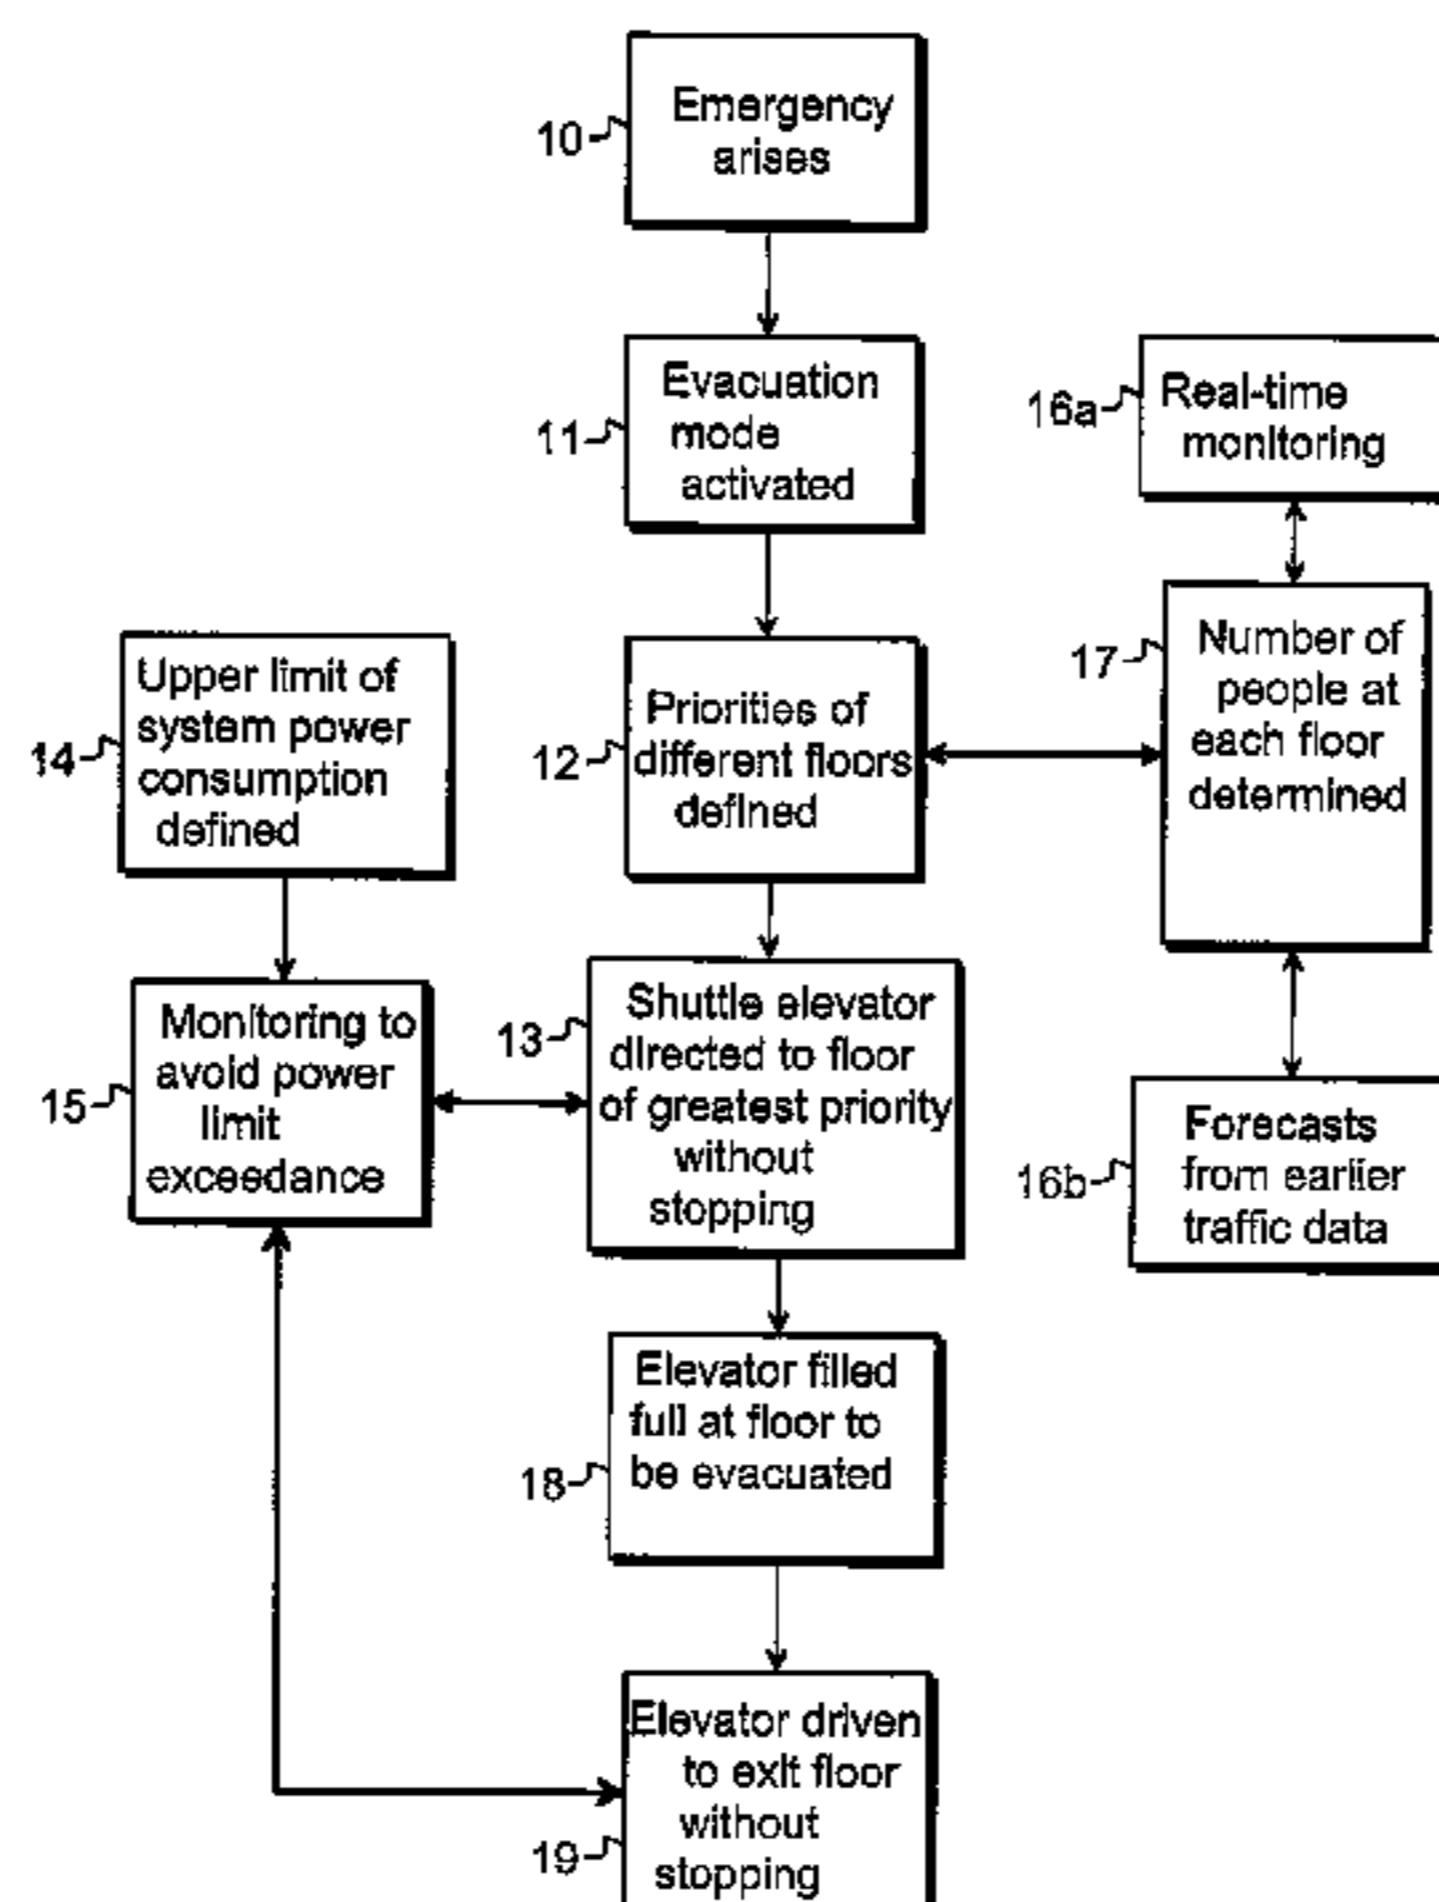 10
Emergency
arises
11
Evacuation
mode
activated
16a
Real-time
monitoring
14
Upper limit of
system power
consumption
defined
12
Priorities of
different floors
defined
17
Number of
people at
each floor
determined
15
Monitoring to
avoid power
limit
exceedance
13
Shuttle elevator
directed to floor
of greatest priority
without
stopping
16b
Forecasts
from earlier
traffic data
18
Elevator filled
full at floor to
be evacuated
19
Elevator driven
to exit floor
without
stopping